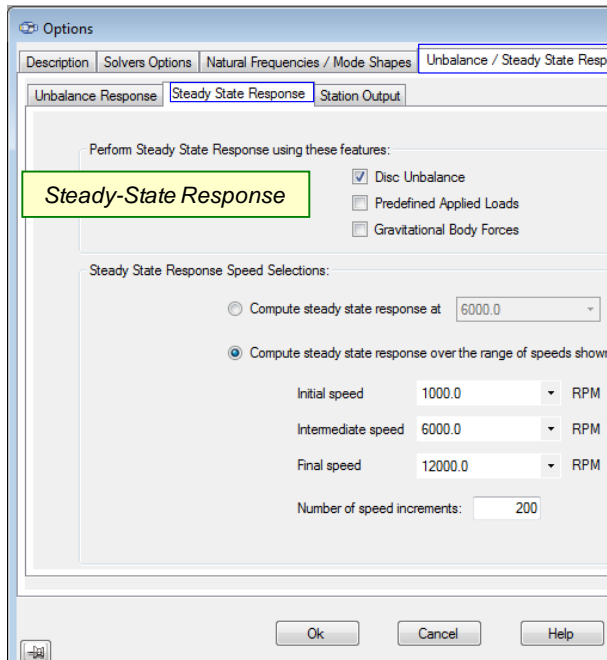 Options
Description Solvers Options Natural Frequencies / Mode Shapes Unbalance / Steady State Resp
Unbalance Response Steady State Response Station Output
Perform Steady State Response using these features:
Steady-State Response
Disc Unbalance
Predefined Applied Loads
Gravitational Body Forces
Steady State Response Speed Selections:
Compute steady state response at 6000.0
Compute steady state response over the range of speeds shown
Initial speed 1000.0 RPM
Intermediate speed 6000.0 RPM
Final speed 12000.0 RPM
Number of speed increments: 200
Ok Cancel Help